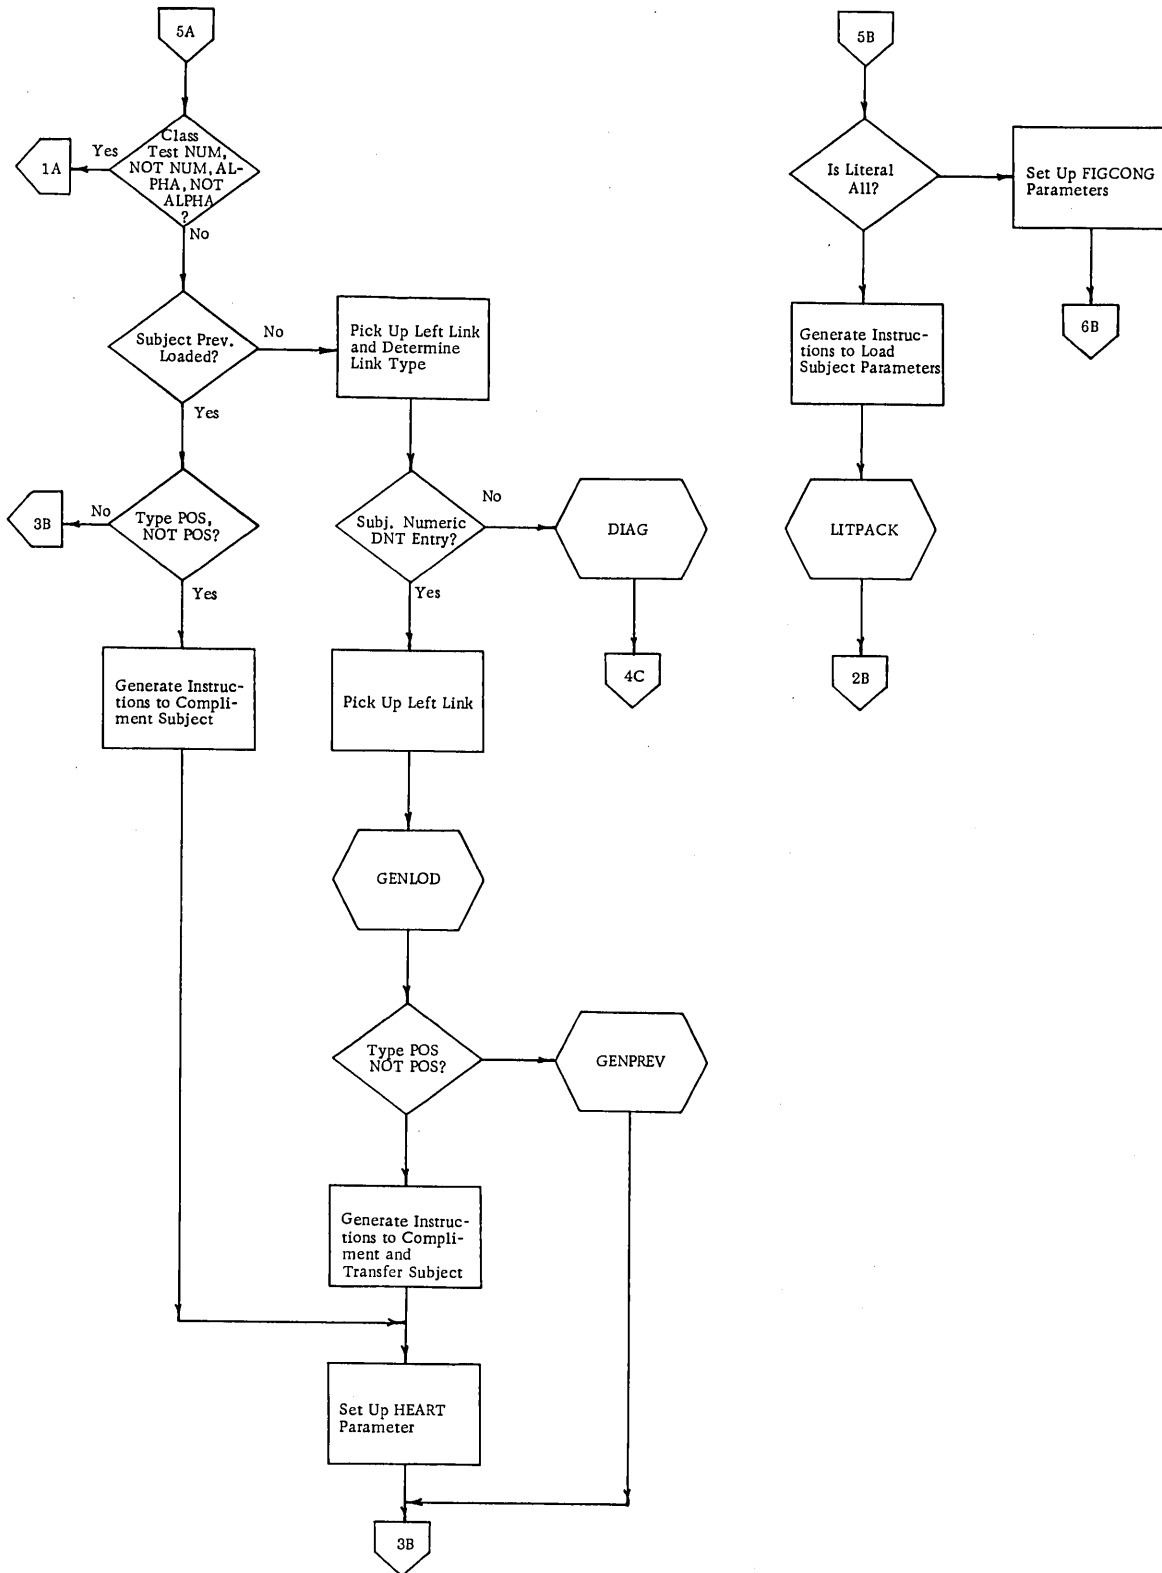 5A
Class
Test NUM,
NOT NUM, AL-
PHA, NOT
ALPHA
?
Yes
1A
No
Subject Prev.
Loaded?
No
Pick Up Left Link
and Determine
Link Type
Yes
Type POS,
NOT POS?
No
3B
Yes
Generate Instruc-
tions to Compli-
ment Subject
Subj. Numeric
DNT Entry?
No
DIAG
4C
Yes
Pick Up Left Link
GENLOD
Type POS
NOT POS?
GENPREV
Generate Instruc-
tions to Compli-
ment and
Transfer Subject
Set Up HEART
Parameter
3B
5B
Is Literal
All?
Set Up FIGCONG
Parameters
6B
Generate Instruc-
tions to Load
Subject Parameters
LITPACK
2B